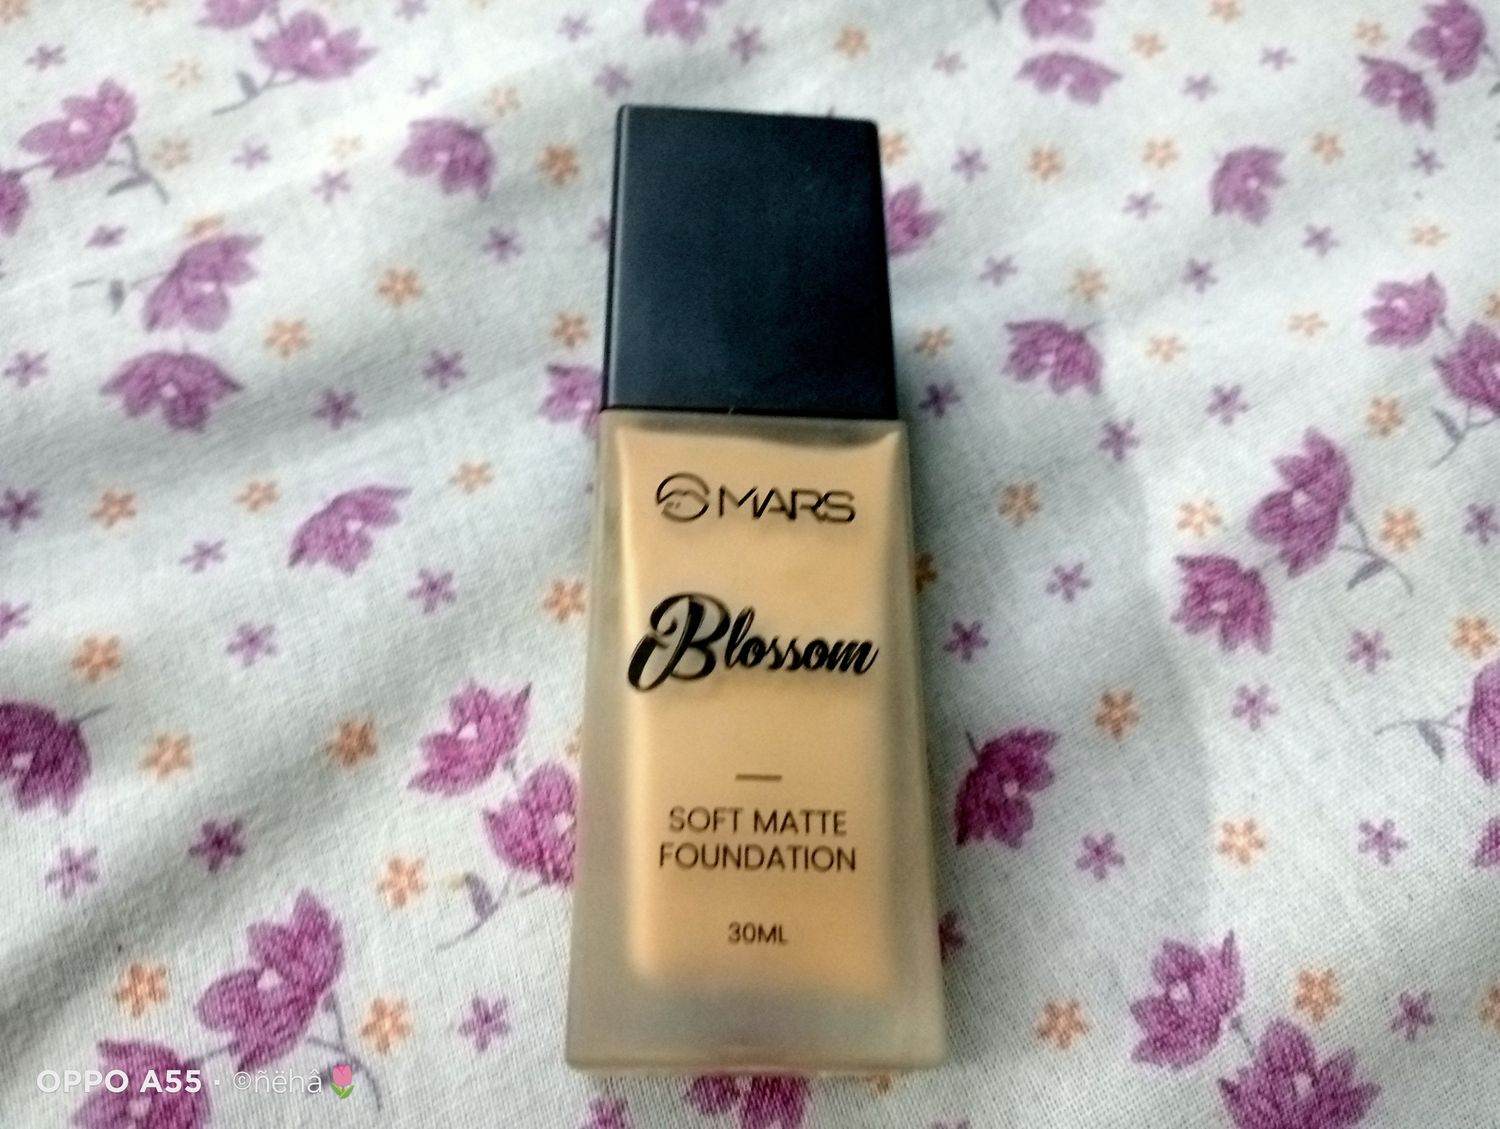 MARS
Blossom
SOFT MATTE
FOUNDATION
30ML
OPPO A55 · ©ñëhâ🌷